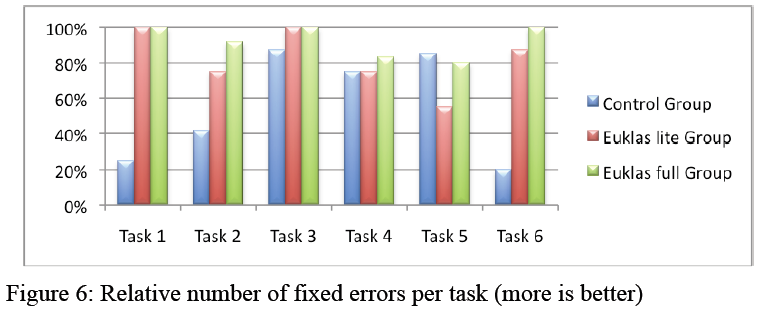 100%
80%
60%
40%
20%
0%
Task 1 Task 2 Task 3 Task 4 Task 5 Task 6
Control Group
Euklas lite Group
Euklas full Group
Figure 6: Relative number of fixed errors per task (more is better)